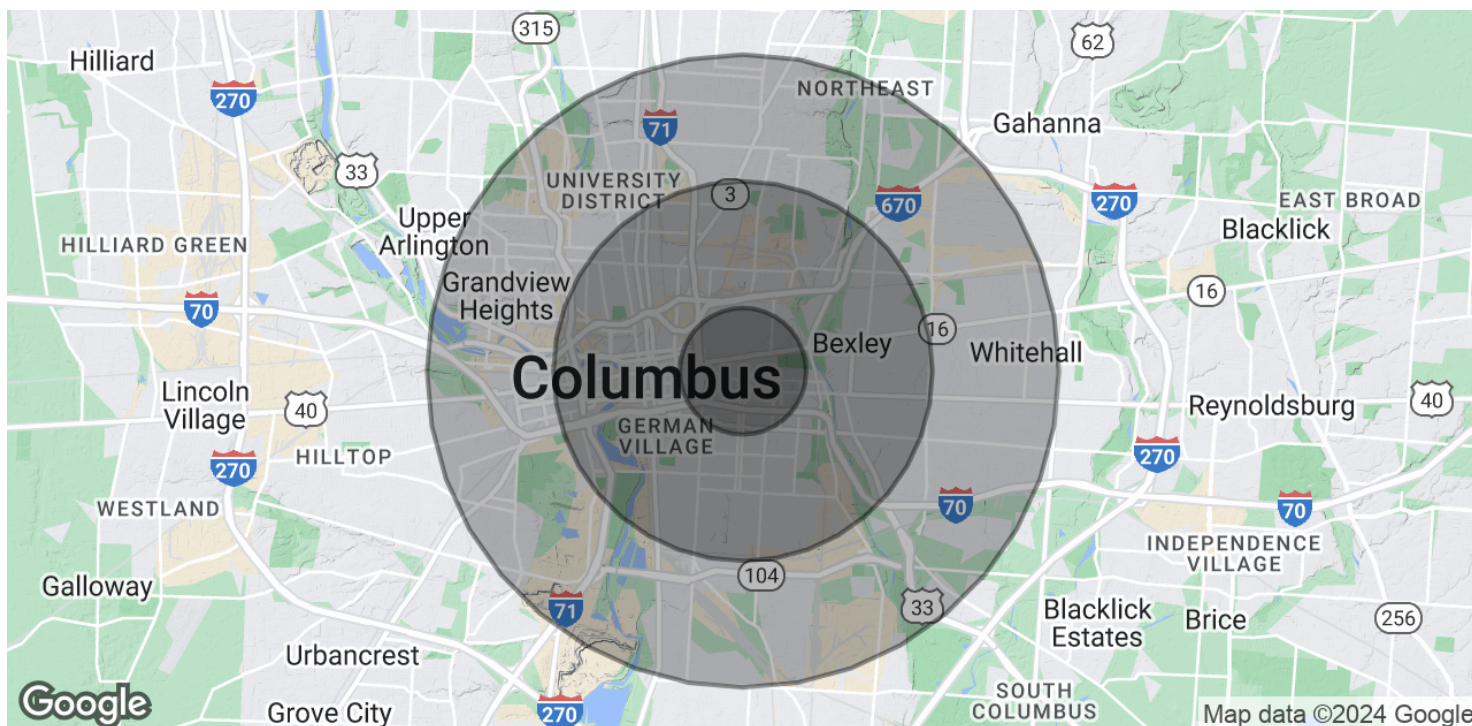 315
62
Hilliard
270
NORTHEAST
71
Gahanna
33
UNIVERSITY
DISTRICT
3
670
270
EAST BROAD
Upper
Arlington
Blacklick
HILLIARD GREEN
Grandview
Heights
16
70
16
Bexley
Whitehall
Columbus
Lincoln
Village
40
Reynoldsburg
40
GERMAN
VILLAGE
HILLTOP
270
270
WESTLAND
70
70
INDEPENDENCE
VILLAGE
104
Galloway
71
33
Blacklick
Estates
Brice
256
Urbancrest
SOUTH
COLUMBUS
Google
Grove City
270
Map data ©2024 Google